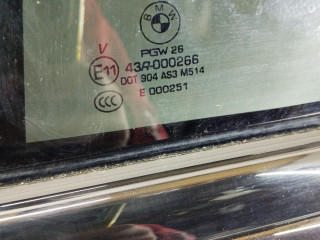 BMW
PGW 26
V
E11 43R-000266
DOT 904 AS3 M514
E 000251
CCC